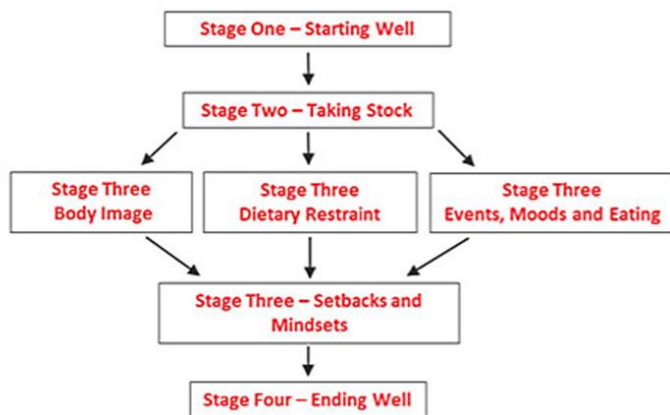 Stage One – Starting Well
Stage Two – Taking Stock
Stage Three
Body Image
Stage Three
Dietary Restraint
Stage Three
Events, Moods and Eating
Stage Three – Setbacks and
Mindsets
Stage Four – Ending Well